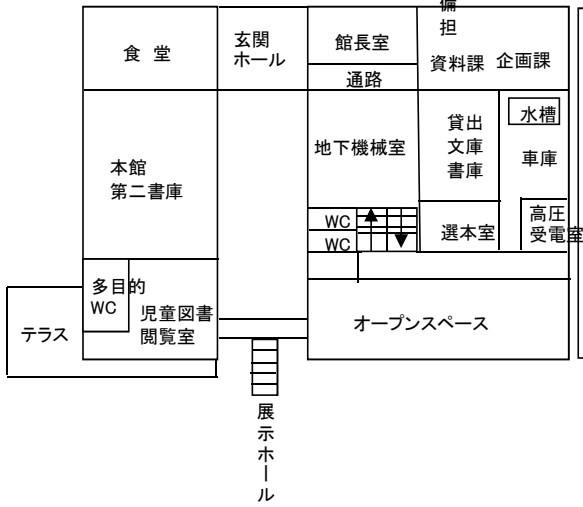 備
担
食 堂
玄関
ホール
館長室
資料課
企画課
通路
地下機械室
貸出
文庫
書庫
水槽
車庫
本館
第二書庫
WC
WC
選本室
高圧
受電室
多目的
WC
児童図書
閲覧室
テラス
オープンスペース
展
示
ホ
ー
ル